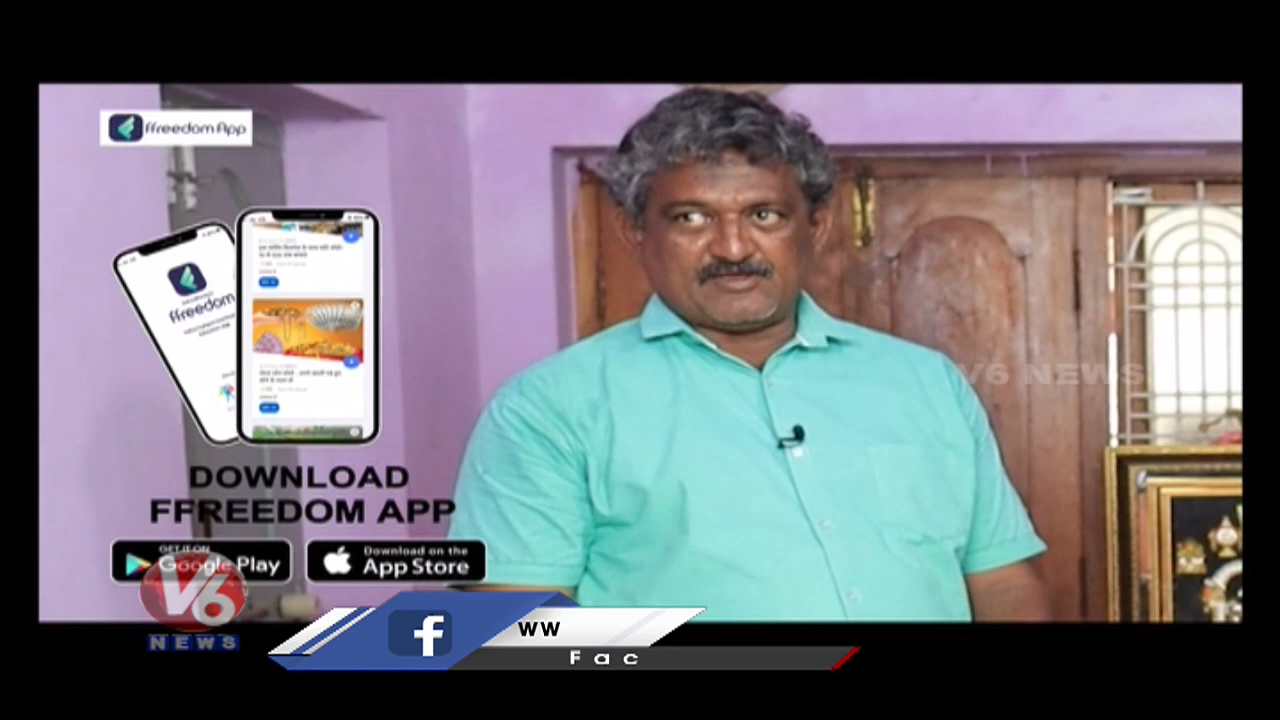 ffreedom App
ffreedom
DOWNLOAD
FFREEDOM APP
GET IT ON
Google Play
Download on the
App Store
V6 NEWS
V6
NEWS
f
ww
Fac